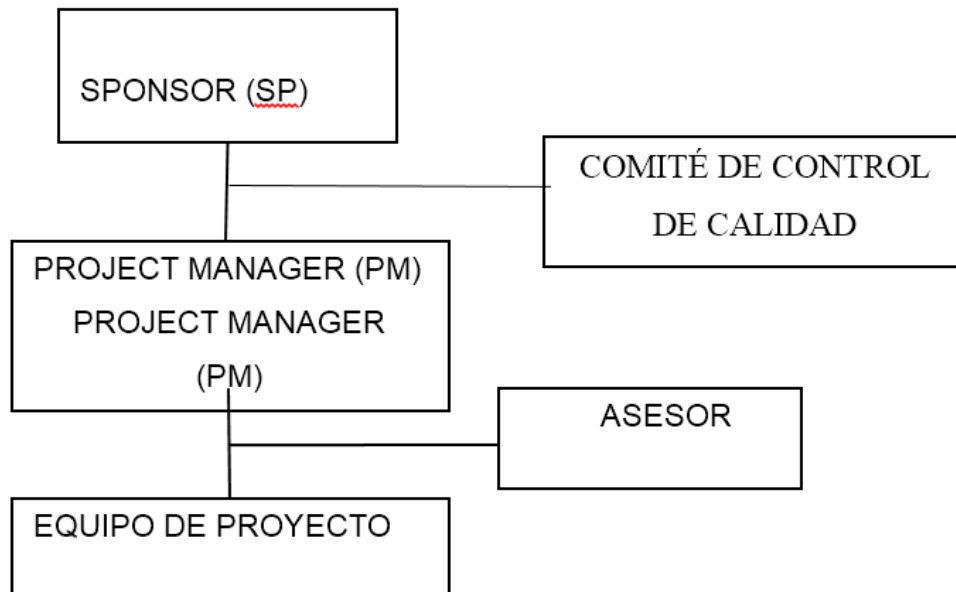 SPONSOR (SP)
COMITÉ DE CONTROL
DE CALIDAD
PROJECT MANAGER (PM)
PROJECT MANAGER
(PM)
ASESOR
EQUIPO DE PROYECTO